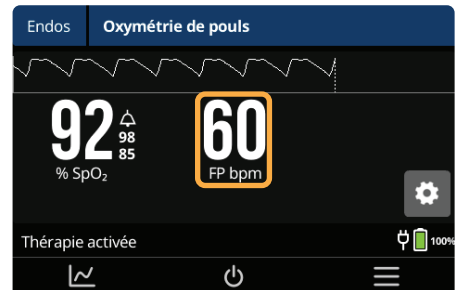 Endos Oxymétrie de pouls
92 98 60
85
% SpO₂ FP bpm
Thérapie activée 100%